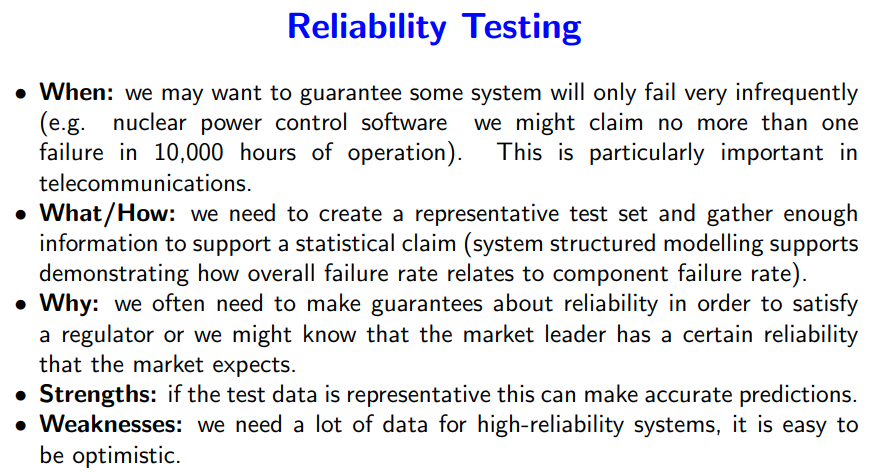 Reliability Testing
• When: we may want to guarantee some system will only fail very infrequently
(e.g. nuclear power control software we might claim no more than one
failure in 10,000 hours of operation). This is particularly important in
telecommunications.
• What/How: we need to create a representative test set and gather enough
information to support a statistical claim (system structured modelling supports
demonstrating how overall failure rate relates to component failure rate).
• Why: we often need to make guarantees about reliability in order to satisfy
a regulator or we might know that the market leader has a certain reliability
that the market expects.
• Strengths: if the test data is representative this can make accurate predictions.
• Weaknesses: we need a lot of data for high-reliability systems, it is easy to
be optimistic.